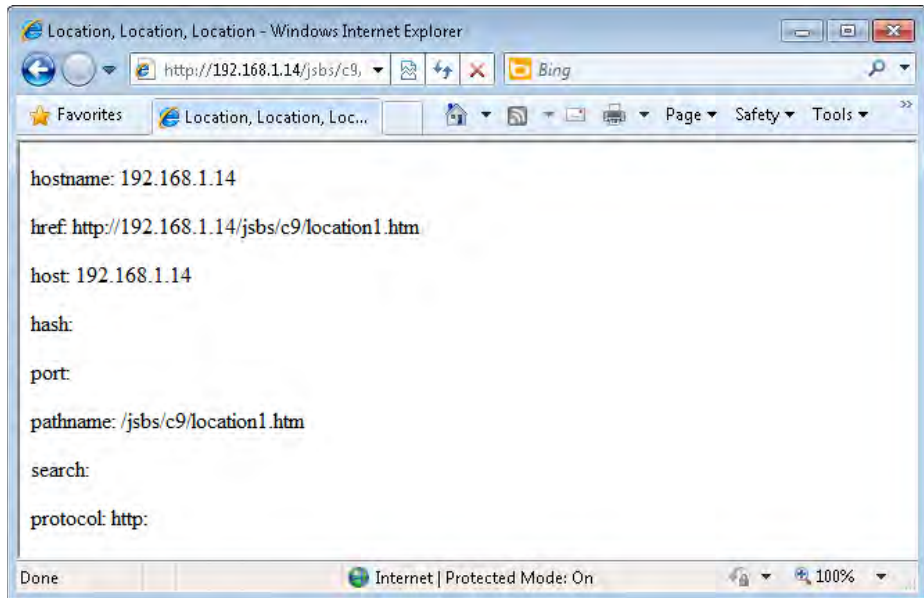 Location, Location, Location - Windows Internet Explorer
http://192.168.1.14/jsbs/c9, Bing
Favorites Location, Location, Loc... Page Safety Tools »
hostname: 192.168.1.14
href: http://192.168.1.14/jsbs/c9/location1.htm
host: 192.168.1.14
hash:
port:
pathname: /jsbs/c9/location1.htm
search:
protocol: http:
Done Internet | Protected Mode: On 100%